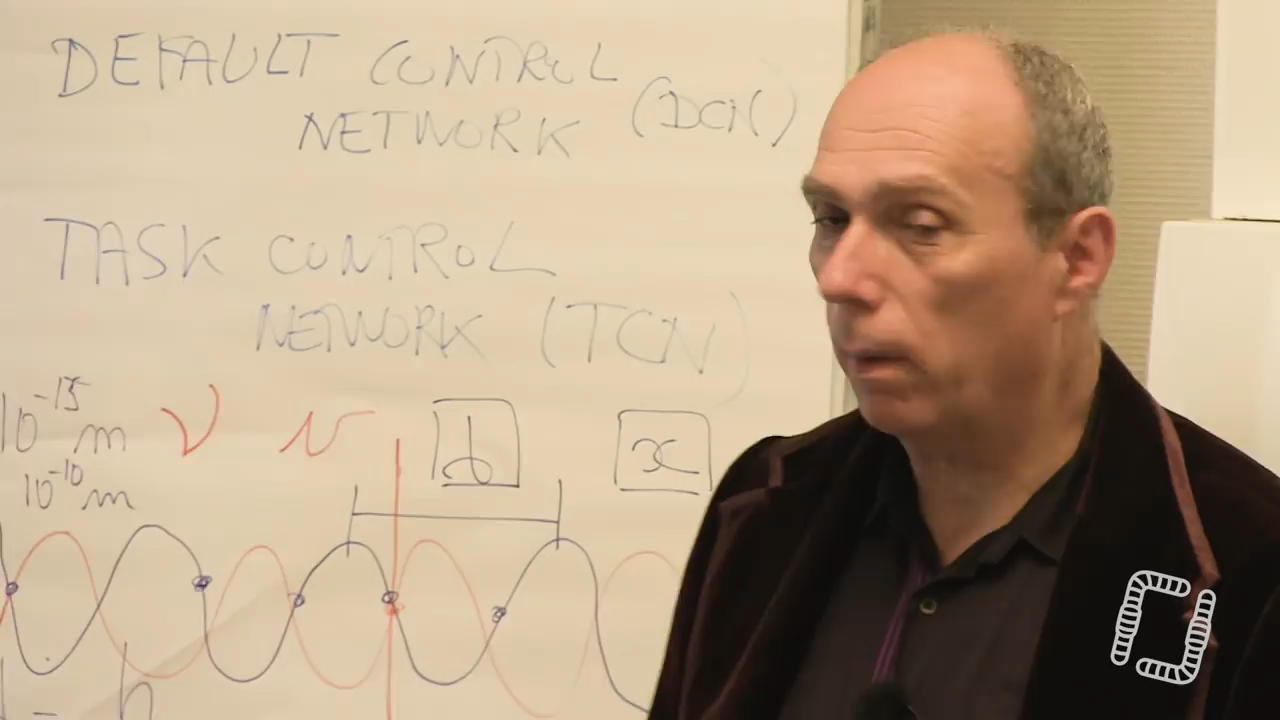 DEFAULT CONTROL
NETWORK (DCN)
TASK CONTROL
NETWORK (TCN)
10⁻¹⁵ m
10⁻¹⁰ m
x